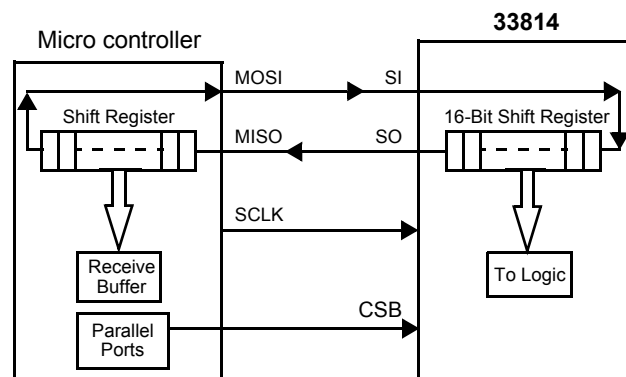 33814
Micro controller
MOSI
SI
Shift Register
16-Bit Shift Register
MISO
SO
SCLK
Receive
Buffer
To Logic
CSB
Parallel
Ports